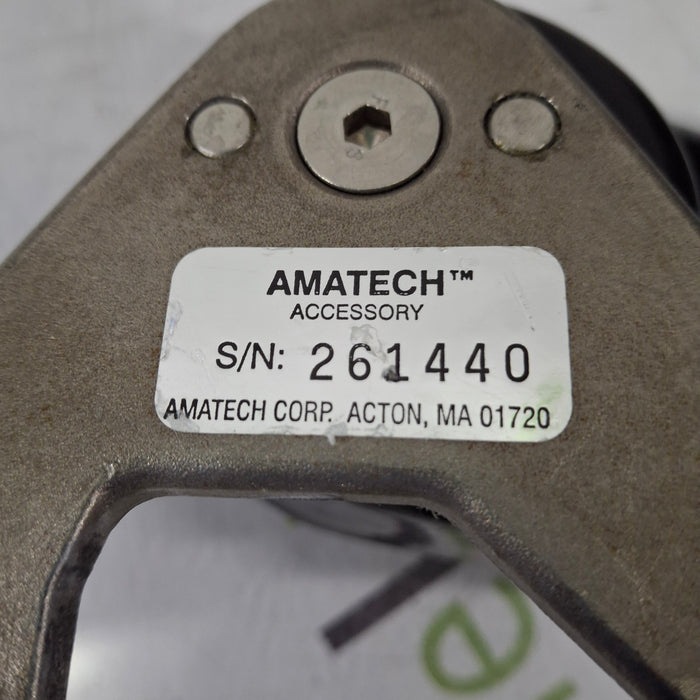 AMATECH™
ACCESSORY
S/N: 261440
AMATECH CORP. ACTON, MA 01720